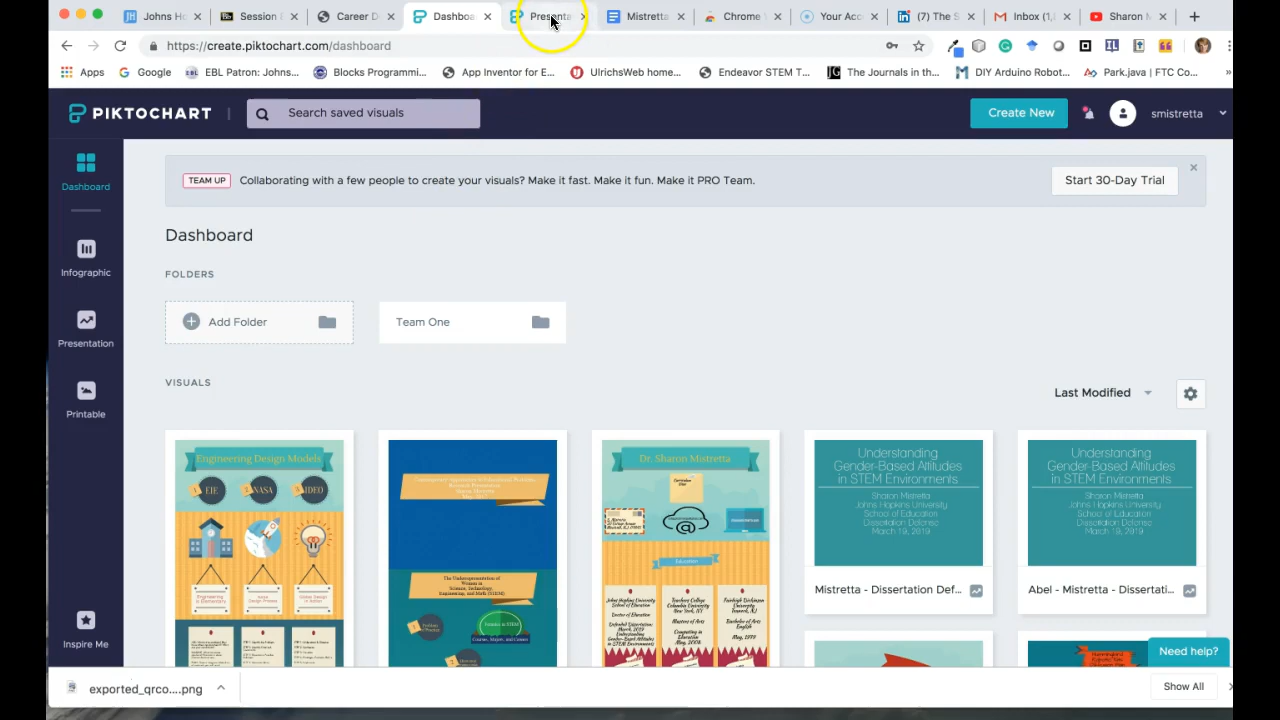 Johns Ho
Session
Career D
Dashboa
Presenta
Mistretta
Chrome
Your Acc
(7) The S
Inbox (1,
Sharon M
https://create.piktochart.com/dashboard
Apps
Google
EBL Patron: Johns...
Blocks Programmi...
App Inventor for E...
UlrichsWeb home...
Endeavor STEM T...
The Journals in th...
DIY Arduino Robot...
Park.java | FTC Co...
»
PIKTOCHART
Search saved visuals
Create New
smistretta
Dashboard
TEAM UP
Collaborating with a few people to create your visuals? Make it fast. Make it fun. Make it PRO Team.
Start 30-Day Trial
Dashboard
FOLDERS
Infographic
Add Folder
Team One
Presentation
VISUALS
Last Modified
Printable
Engineering Design Models
EIE
NASA
IDEO
Dr. Sharon Mistretta
Education
Understanding
Gender-Based Attitudes
in STEM Environments
Sharon Mistretta
Johns Hopkins University
School of Education
Dissertation Defense
March 19, 2019
Understanding
Gender-Based Attitudes
in STEM Environments
Sharon Mistretta
Johns Hopkins University
School of Education
Dissertation Defense
March 19, 2019
Mistretta - Dissertation Def...
Abel - Mistretta - Dissertati...
Inspire Me
Need help?
exported_qrco....png
Show All